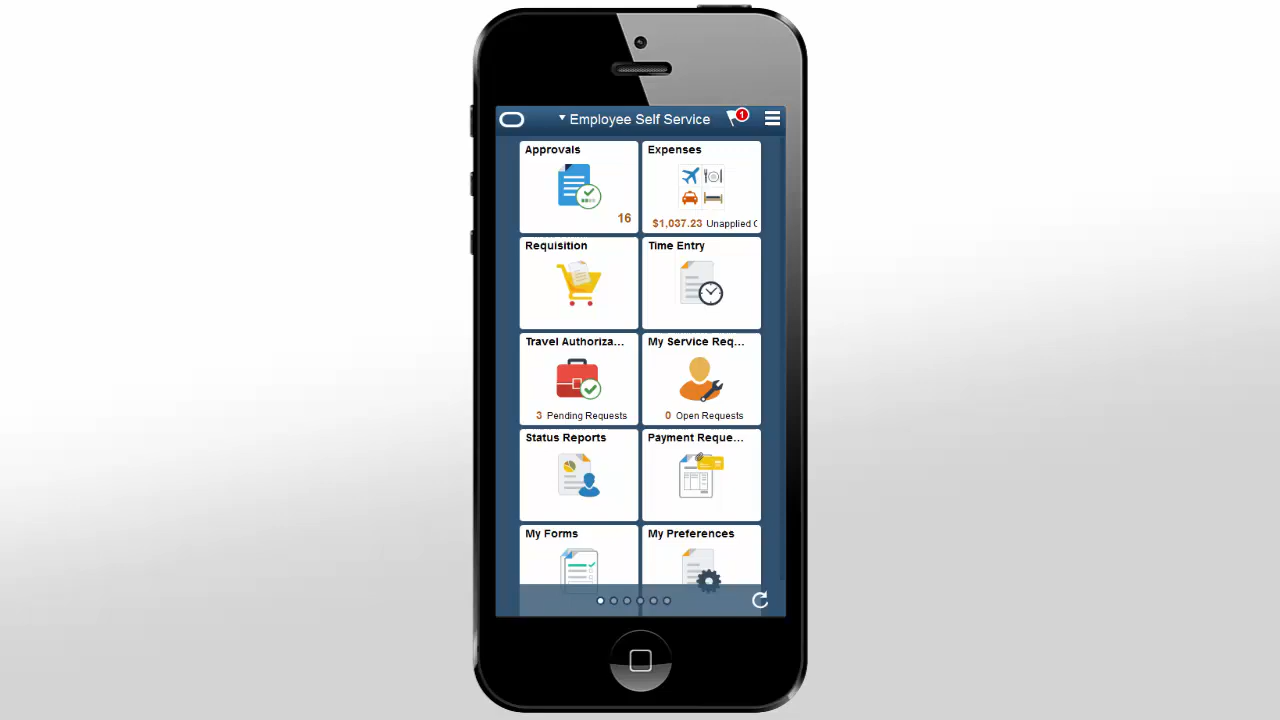 Employee Self Service
1
Approvals
16
Expenses
$1,037.23 Unapplied C
Requisition
Time Entry
Travel Authoriza...
3 Pending Requests
My Service Req...
0 Open Requests
Status Reports
Payment Reque...
My Forms
My Preferences